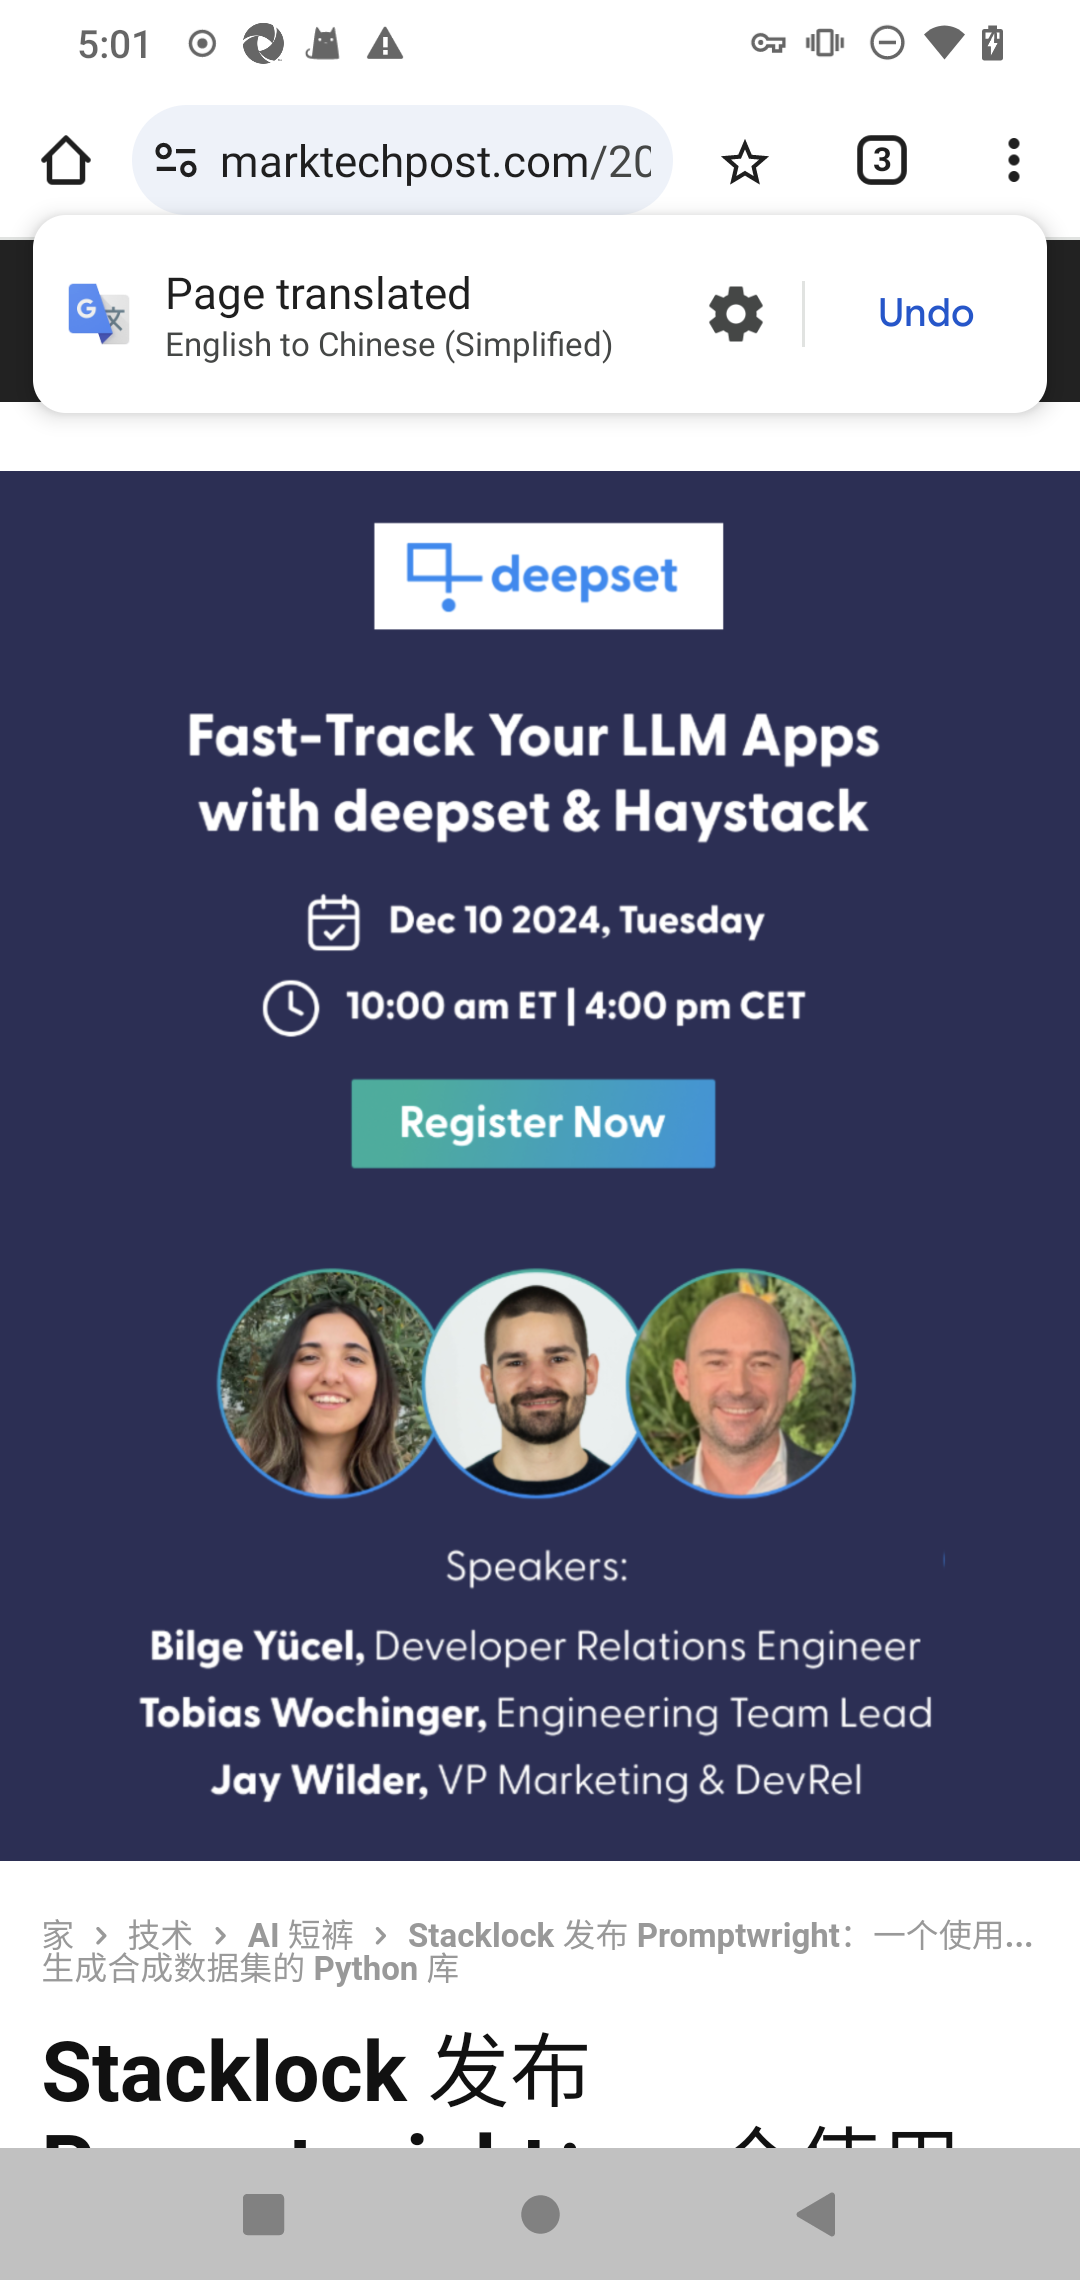 5:01
marktechpost.com/20
3
Page translated
English to Chinese (Simplified)
Undo
deepset
Fast-Track Your LLM Apps
with deepset & Haystack
Dec 10 2024, Tuesday
10:00 am ET | 4:00 pm CET
Register Now
Speakers:
Bilge Yücel, Developer Relations Engineer
Tobias Wochinger, Engineering Team Lead
Jay Wilder, VP Marketing & DevRel
家 > 技术 > AI 短裤 > Stacklock 发布 Promptwright：一个使用...
生成合成数据集的 Python 库
Stacklock 发布